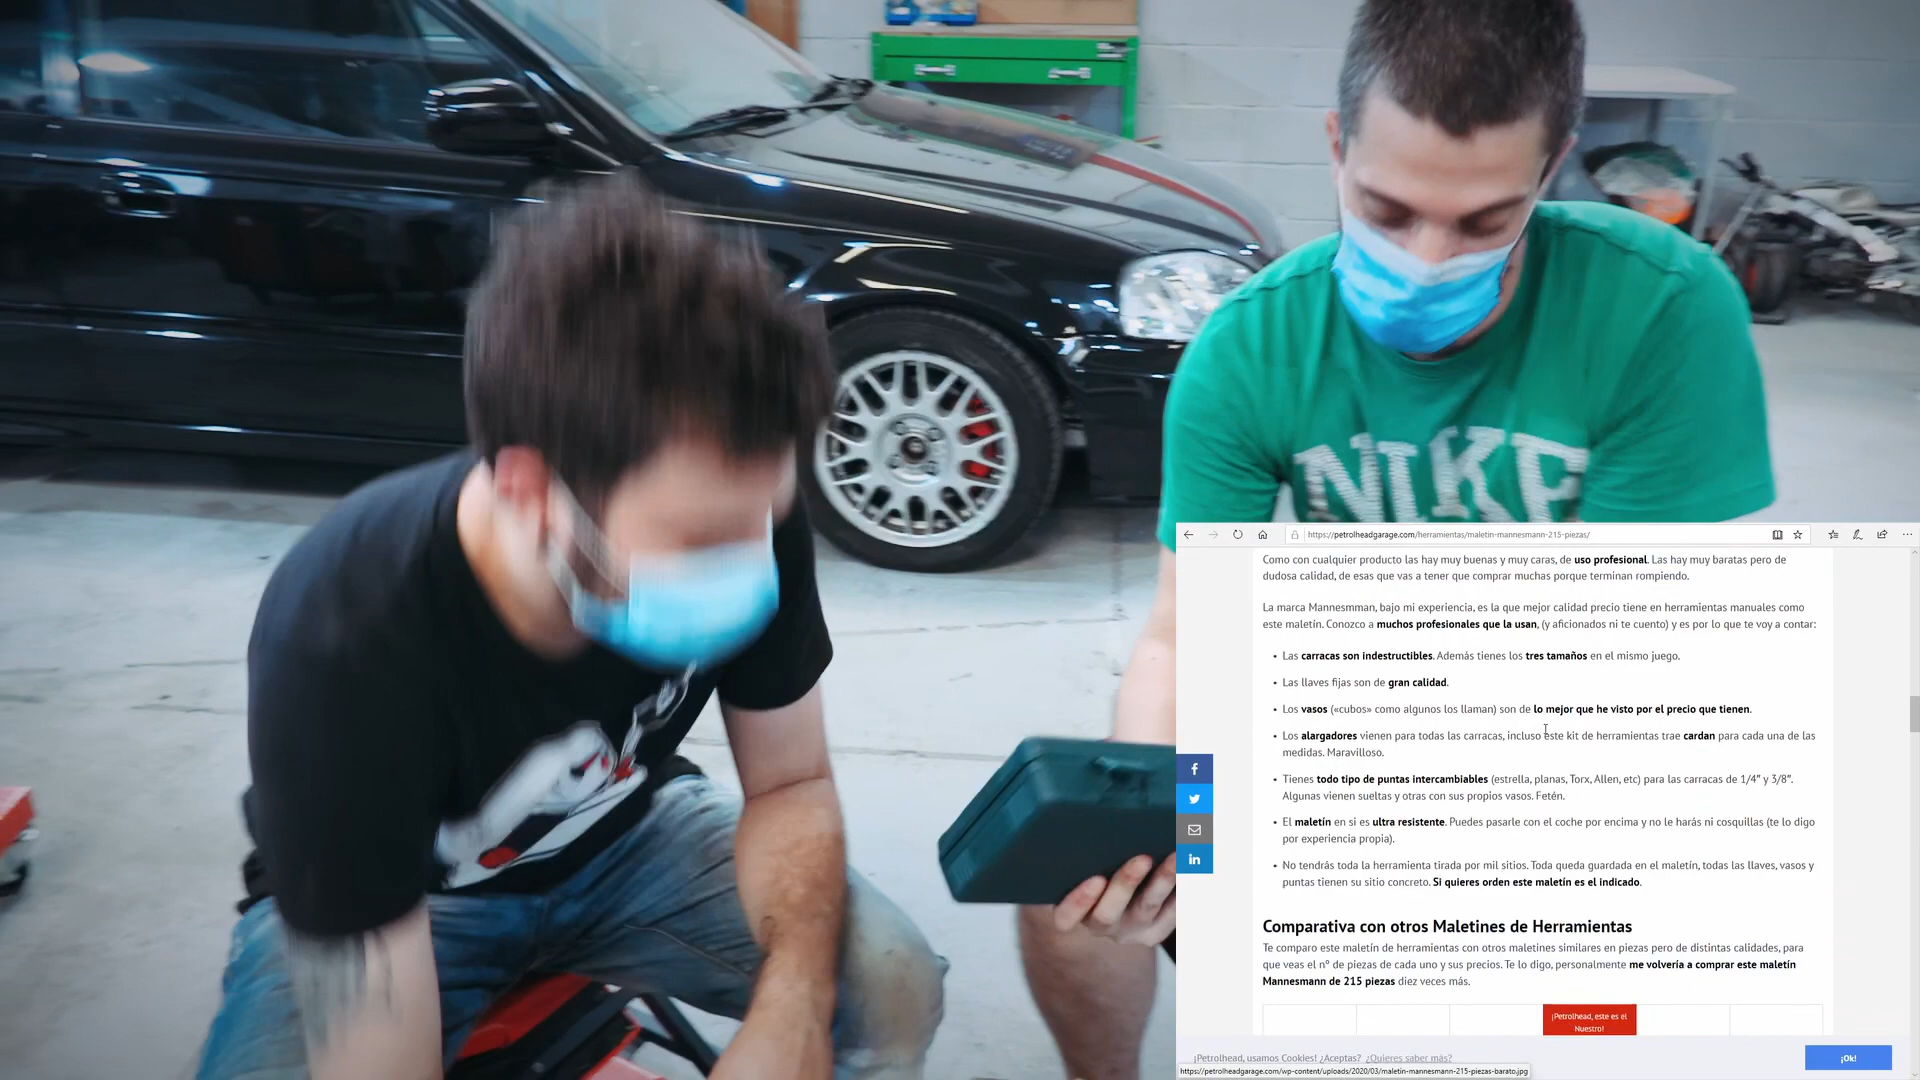 NIKE
https://petrolheadgarage.com/herramientas/maletin-mannesmann-215-piezas/
Como con cualquier producto las hay muy buenas y muy caras, de uso profesional. Las hay muy baratas pero de
dudosa calidad, de esas que vas a tener que comprar muchas porque terminan rompiendo.
La marca Mannesmman, bajo mi experiencia, es la que mejor calidad precio tiene en herramientas manuales como
este maletín. Conozco a muchos profesionales que la usan, (y aficionados ni te cuento) y es por lo que te voy a contar:
• Las carracas son indestructibles. Además tienes los tres tamaños en el mismo juego.
• Las llaves fijas son de gran calidad.
• Los vasos («cubos» como algunos los llaman) son de lo mejor que he visto por el precio que tienen.
• Los alargadores vienen para todas las carracas, incluso este kit de herramientas trae cardan para cada una de las
medidas. Maravilloso.
• Tienes todo tipo de puntas intercambiables (estrella, planas, Torx, Allen, etc) para las carracas de 1/4″ y 3/8″.
Algunas vienen sueltas y otras con sus propios vasos. Fetén.
• El maletín en si es ultra resistente. Puedes pasarle con el coche por encima y no le harás ni cosquillas (te lo digo
por experiencia propia).
• No tendrás toda la herramienta tirada por mil sitios. Toda queda guardada en el maletín, todas las llaves, vasos y
puntas tienen su sitio concreto. Si quieres orden este maletín es el indicado.
Comparativa con otros Maletines de Herramientas
Te comparo este maletín de herramientas con otros maletines similares en piezas pero de distintas calidades, para
que veas el nº de piezas de cada uno y sus precios. Te lo digo, personalmente me volvería a comprar este maletín
Mannesmann de 215 piezas diez veces más.
¡Petrolhead, este es el
Nuestro!
¡Petrolhead, usamos Cookies! ¿Aceptas? ¿Quieres saber más?
¡Ok!
https://petrolheadgarage.com/wp-content/uploads/2020/03/maletin-mannesmann-215-piezas-barato.jpg